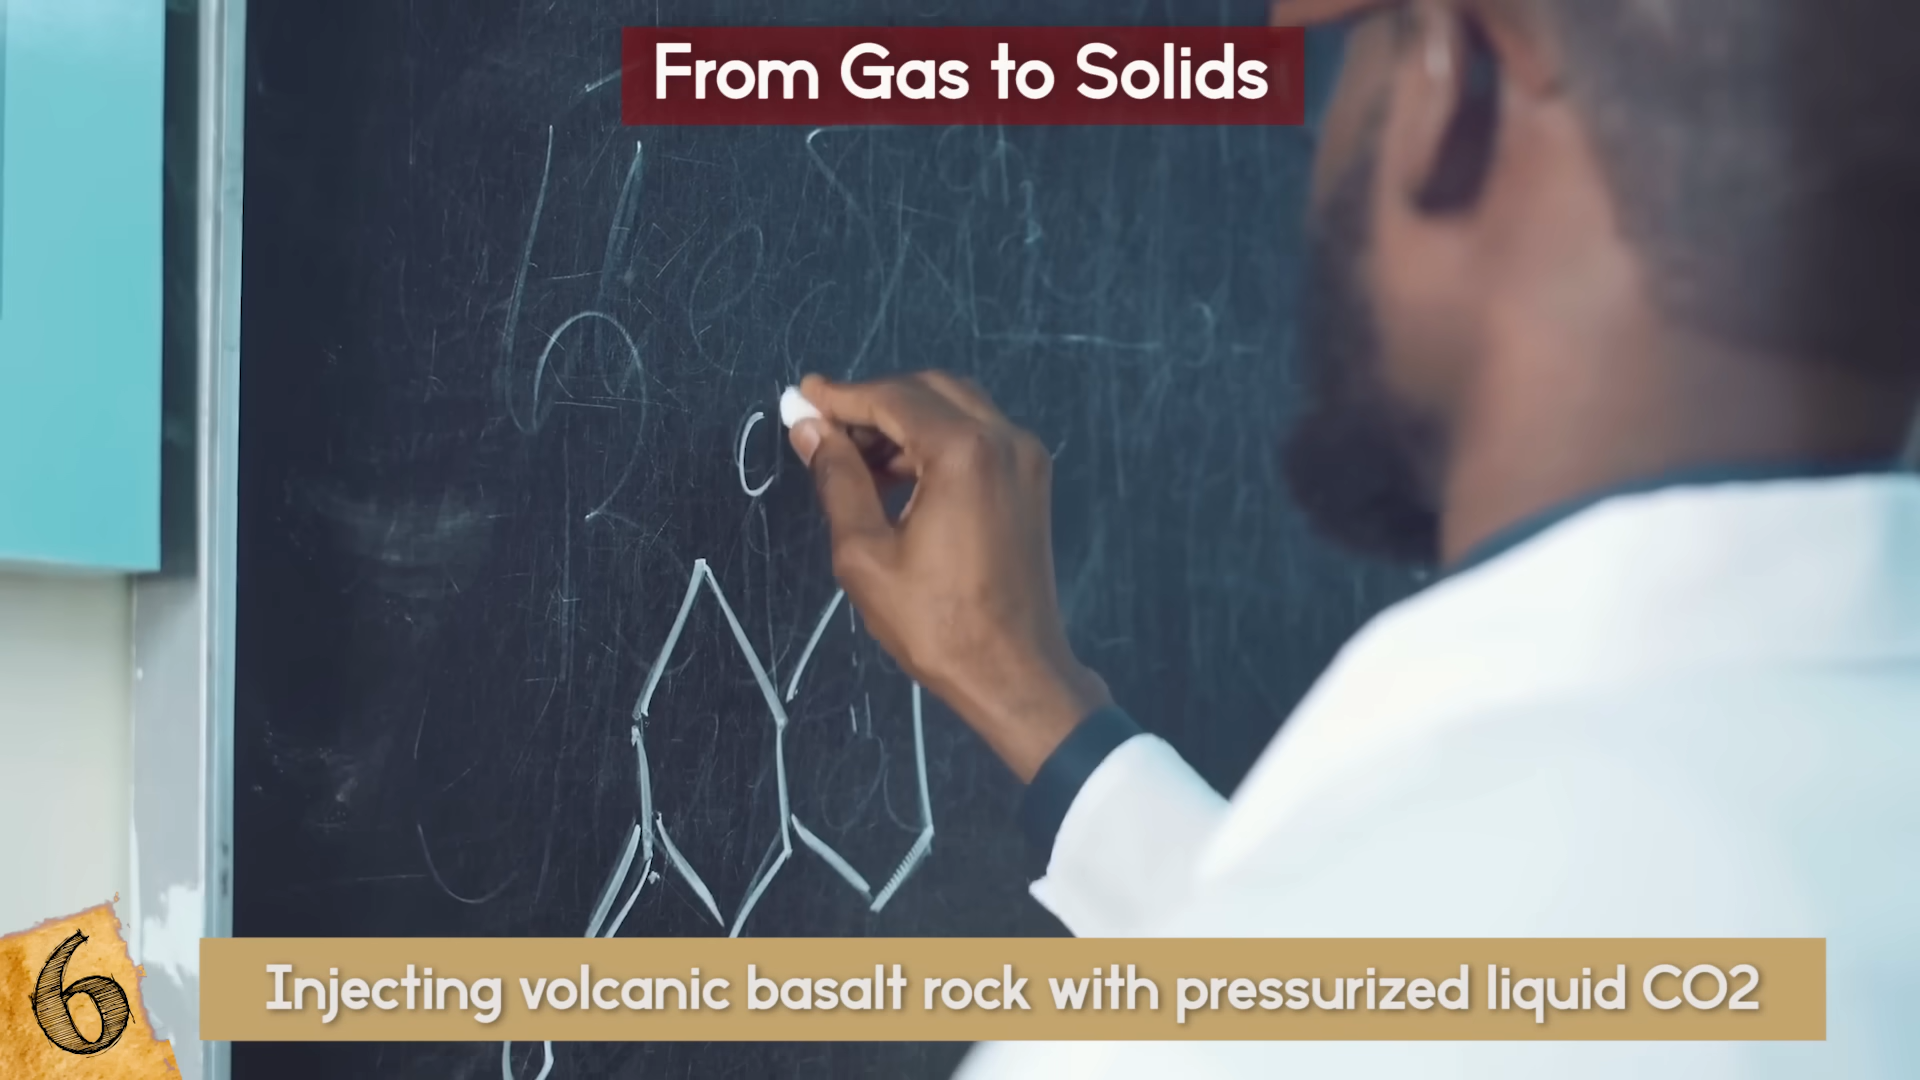 From Gas to Solids
6
Injecting volcanic basalt rock with pressurized liquid CO2